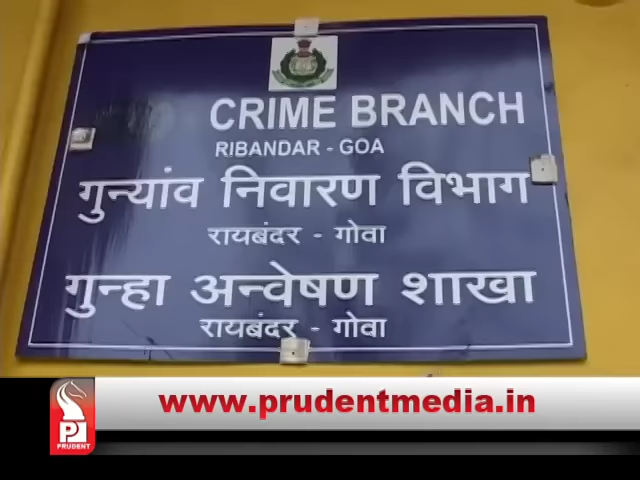 CRIME BRANCH
RIBANDAR - GOA
गुन्यांव निवारण विभाग
रायबंदर - गोवा
गुन्हा अन्वेषण शाखा
रायबंदर - गोवा
www.prudentmedia.in
PRUDENT